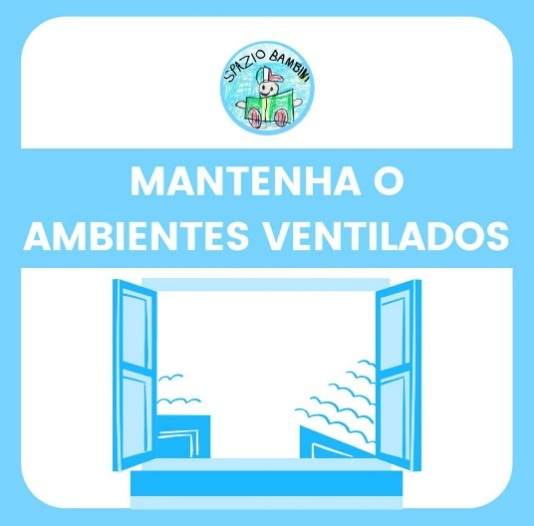 SPAZIO BAMBINI
MANTENHA O
AMBIENTES VENTILADOS